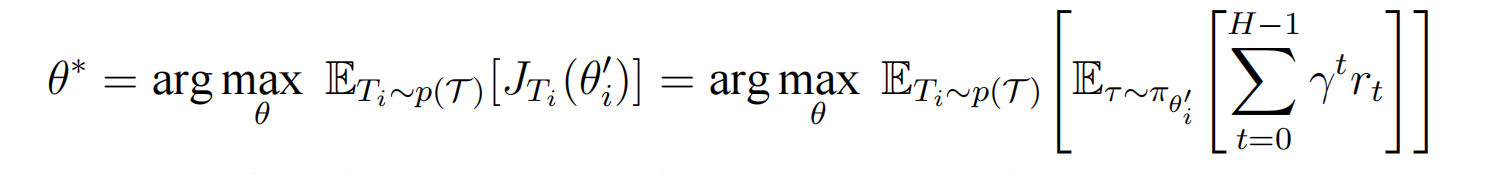 θ* = arg max_θ 𝔼_{T_i∼p(𝒯)}[J_{T_i}(θ′_i)] = arg max_θ 𝔼_{T_i∼p(𝒯)}[𝔼_{τ∼π_{θ′_i}}[∑_{t=0}^{H−1} γ^t r_t]]